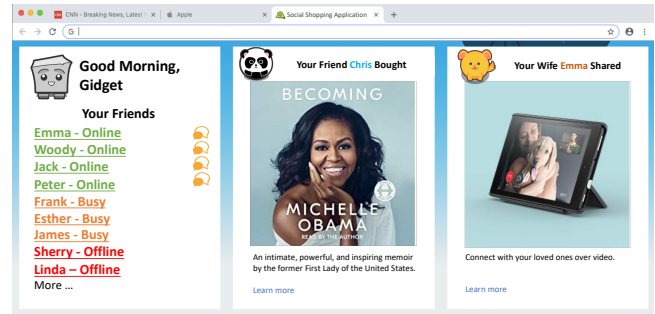 CNN - Breaking News, Latest
Apple
Social Shopping Application
G
Good Morning,
Gidget
Your Friends
Emma - Online
Woody - Online
Jack - Online
Peter - Online
Frank - Busy
Esther - Busy
James - Busy
Sherry - Offline
Linda – Offline
More ...
Your Friend Chris Bought
BECOMING
MICHELLE
OBAMA
READ BY THE AUTHOR
An intimate, powerful, and inspiring memoir
by the former First Lady of the United States.
Learn more
Your Wife Emma Shared
Connect with your loved ones over video.
Learn more